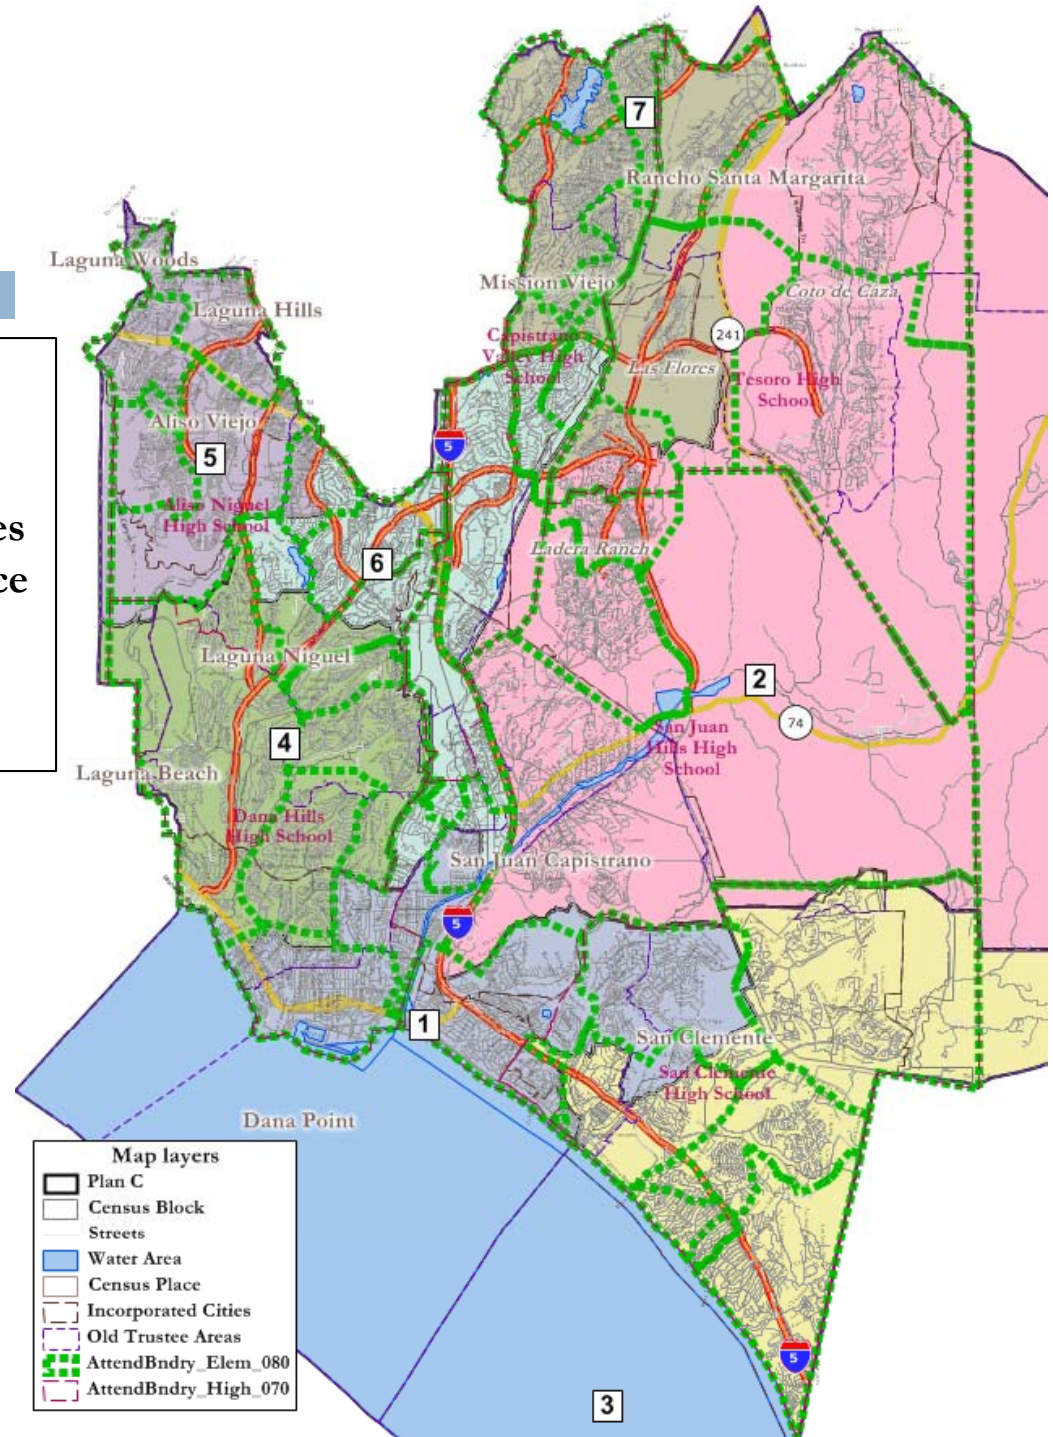 7
Rancho Santa Margarita
Laguna Woods
Mission Viejo
Coto de Caza
Laguna Hills
Capistrano
Valley High
School
241
Las Flores
Tesoro High
School
Aliso Viejo
5
5
Aliso Niguel
High School
es
ce
Ladera Ranch
6
Laguna Niguel
2
74
San Juan
Hills High
School
4
Laguna Beach
Dana Hills
High School
San Juan Capistrano
5
1
San Clemente
San Clemente
High School
Dana Point
Map layers
Plan C
Census Block
Streets
Water Area
Census Place
Incorporated Cities
Old Trustee Areas
AttendBndry_Elem_080
AttendBndry_High_070
5
3